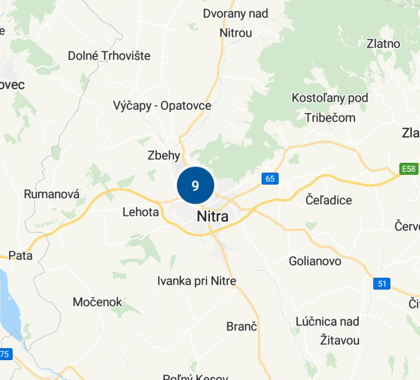 Dvorany nad
Nitrou
Zlatno
Dolné Trhovište
ovec
Kostoľany pod
Tribečom
Výčapy - Opatovce
Zla
Zbehy
E58
65
9
Rumanová
Čeľadice
Lehota
Nitra
Červe
Pata
Golianovo
Ivanka pri Nitre
51
Močenok
Či
Lúčnica nad
Žitavou
Branč
75
Poľný Kesov